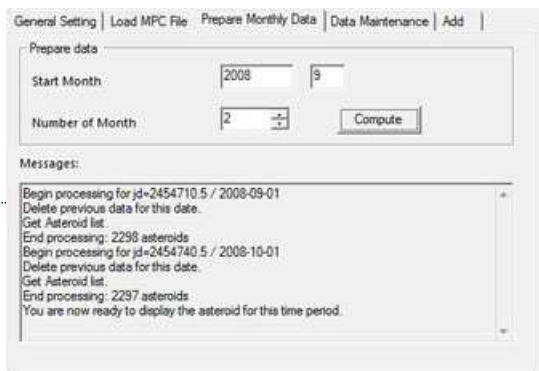 General Setting Load MPC File Prepare Monthly Data Data Maintenance Add
Prepare data
Start Month 2008 9
Number of Month 2 Compute
Messages:
Begin processing for jd=2454710.5 / 2008-09-01
Delete previous data for this date.
Get Asteroid list.
End processing: 2298 asteroids
Begin processing for jd=2454740.5 / 2008-10-01
Delete previous data for this date.
Get Asteroid list.
End processing: 2297 asteroids
You are now ready to display the asteroid for this time period.